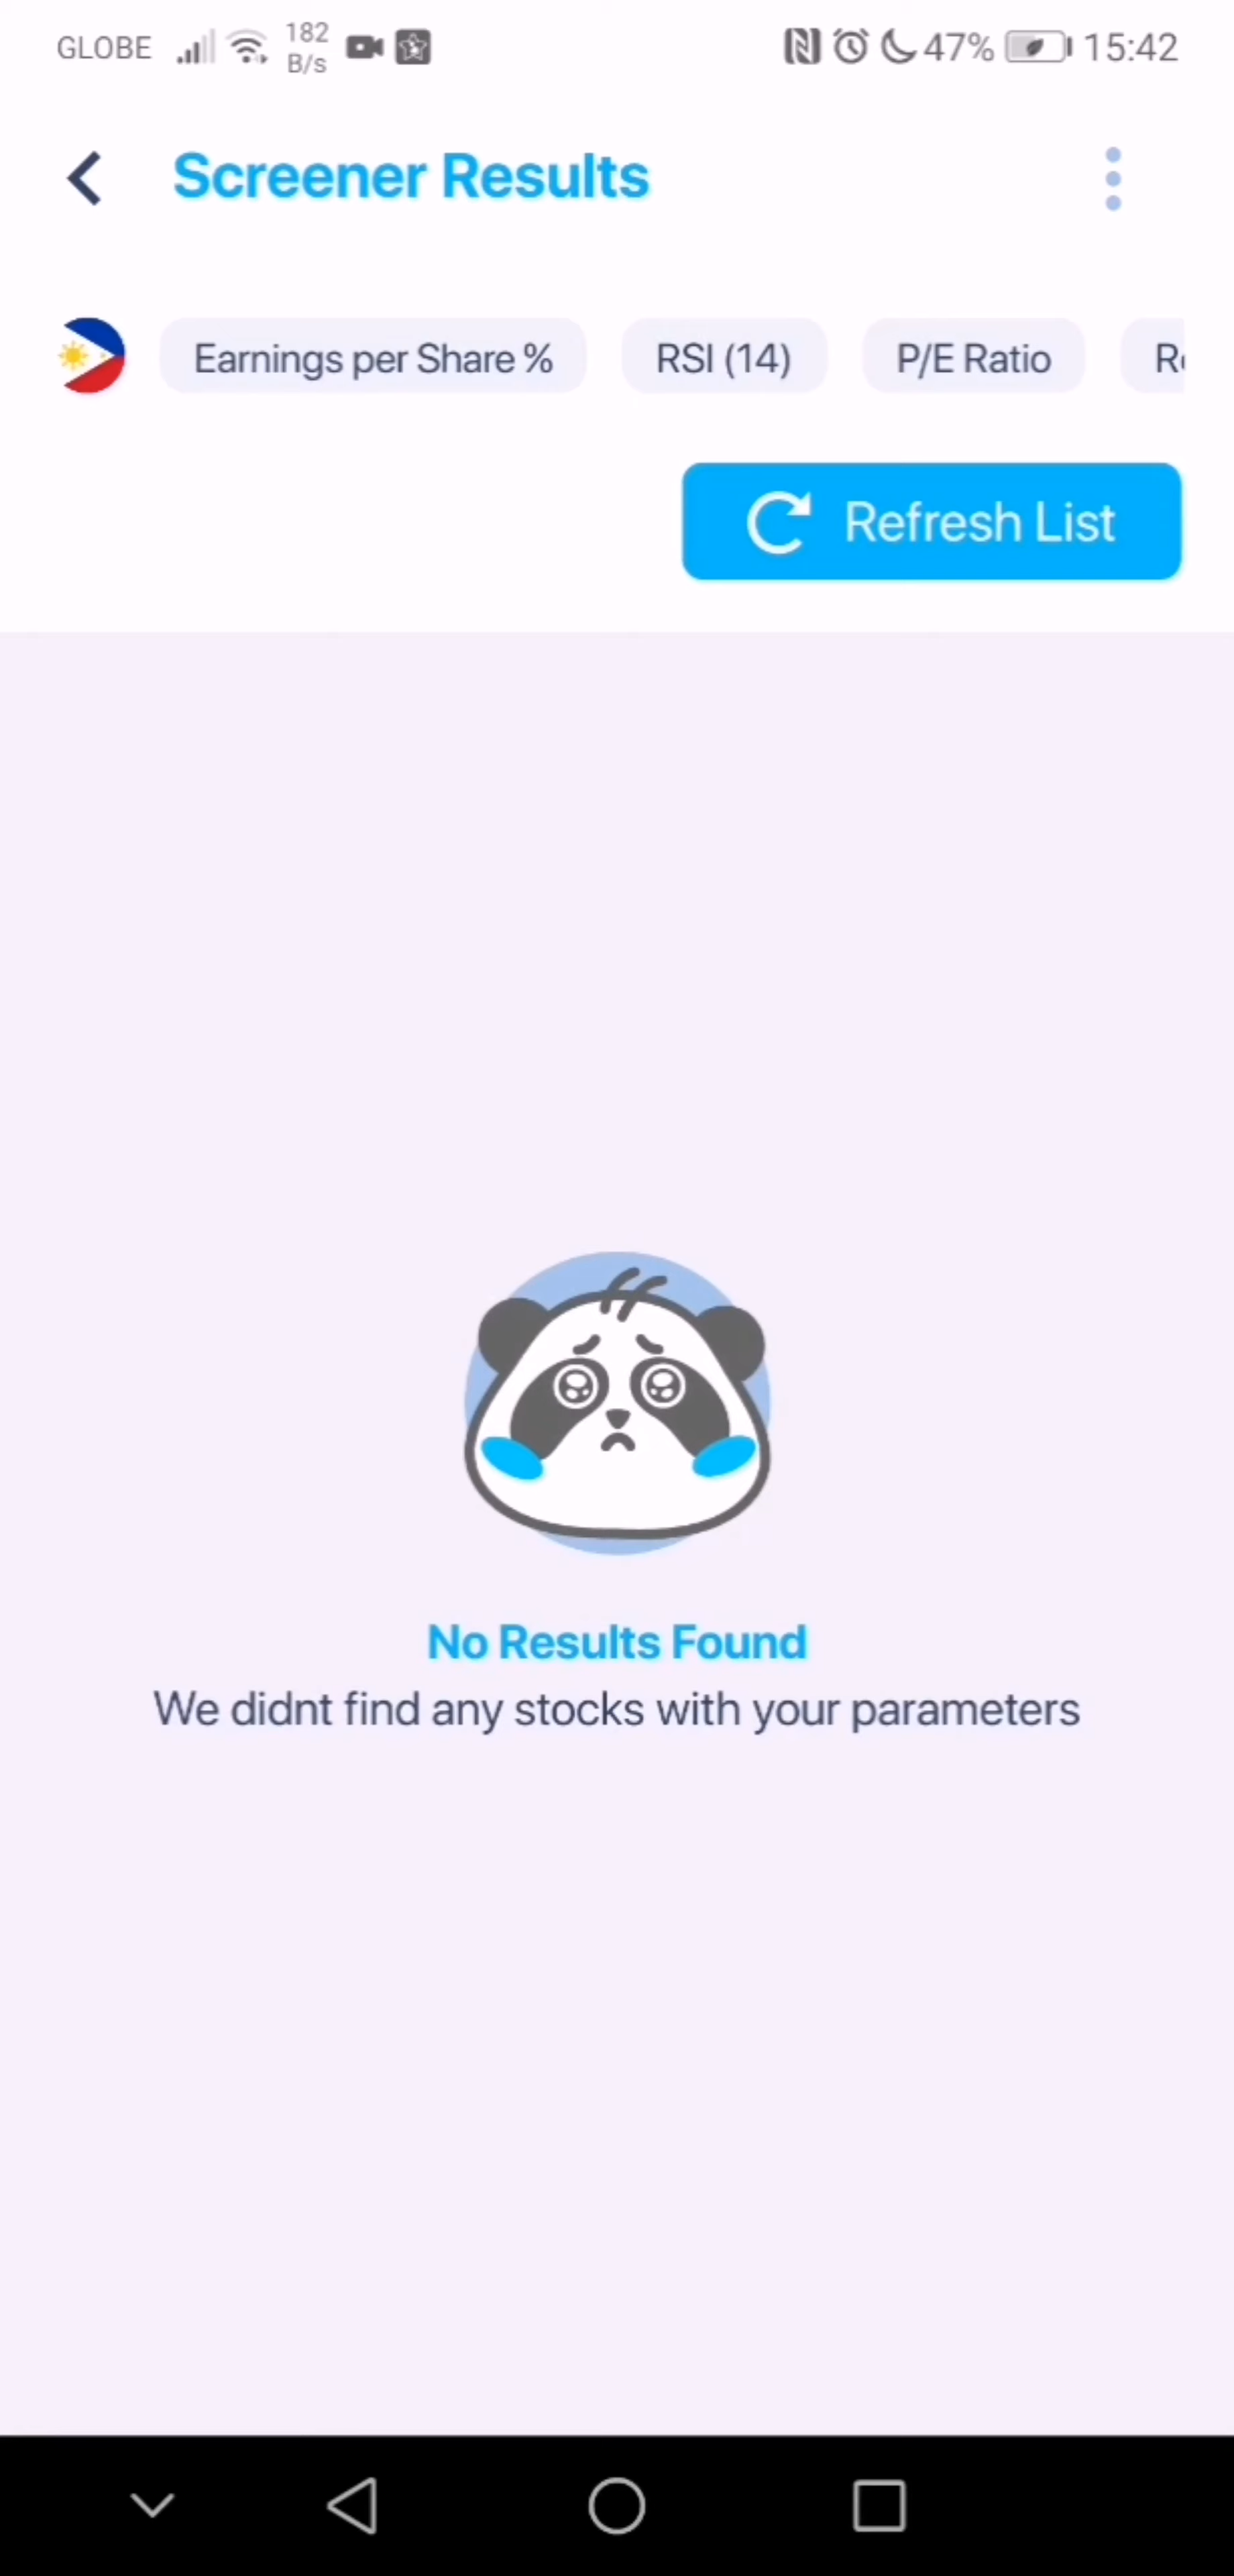 GLOBE 182 B/s 47% 15:42
Screener Results
Earnings per Share % RSI (14) P/E Ratio
Refresh List
No Results Found
We didnt find any stocks with your parameters